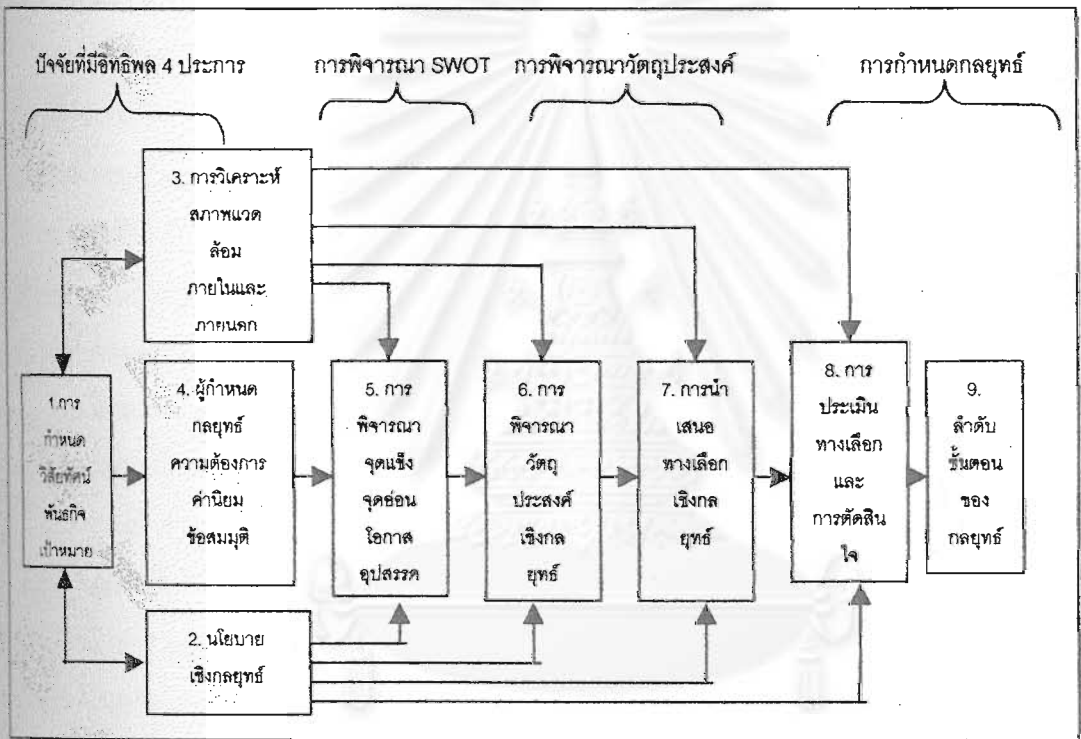 ปัจจัยที่มีอิทธิพล 4 ประการ
การพิจารณา SWOT
การพิจารณาวัตถุประสงค์
การกำหนดกลยุทธ์
3. การวิเคราะห์
สภาพแวด
ล้อม
ภายในและ
ภายนอก
1.การ
กำหนด
วิสัยทัศน์
พันธกิจ
เป้าหมาย
4. ผู้กำหนด
กลยุทธ์
ความต้องการ
ค่านิยม
ข้อสมมุติ
5. การ
พิจารณา
จุดแข็ง
จุดอ่อน
โอกาส
อุปสรรค
6. การ
พิจารณา
วัตถุ
ประสงค์
เชิงกล
ยุทธ์
7. การนำ
เสนอ
ทางเลือก
เชิงกล
ยุทธ์
8. การ
ประเมิน
ทางเลือก
และ
การตัดสิน
ใจ
9.
ลำดับ
ขั้นตอน
ของ
กลยุทธ์
2. นโยบาย
เชิงกลยุทธ์